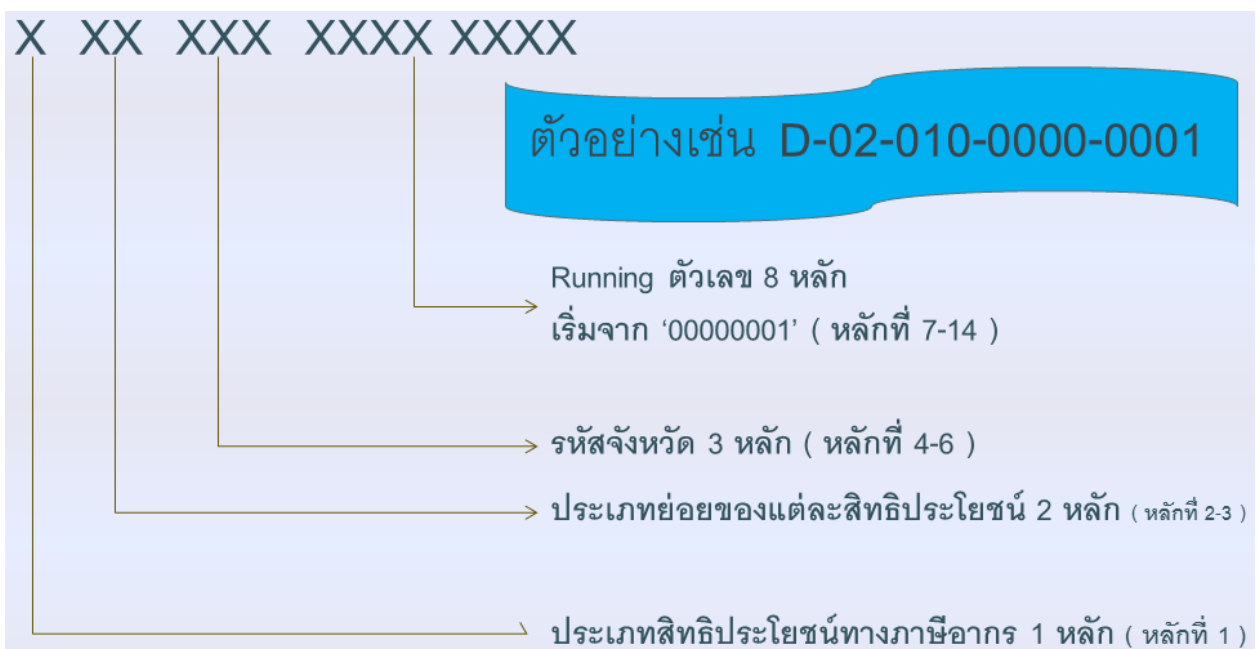 X XX XXX XXXX XXXX
ตัวอย่างเช่น D-02-010-0000-0001
Running ตัวเลข 8 หลัก
เริ่มจาก ‘00000001’ ( หลักที่ 7-14 )
รหัสจังหวัด 3 หลัก ( หลักที่ 4-6 )
ประเภทย่อยของแต่ละสิทธิประโยชน์ 2 หลัก ( หลักที่ 2-3 )
ประเภทสิทธิประโยชน์ทางภาษีอากร 1 หลัก ( หลักที่ 1 )